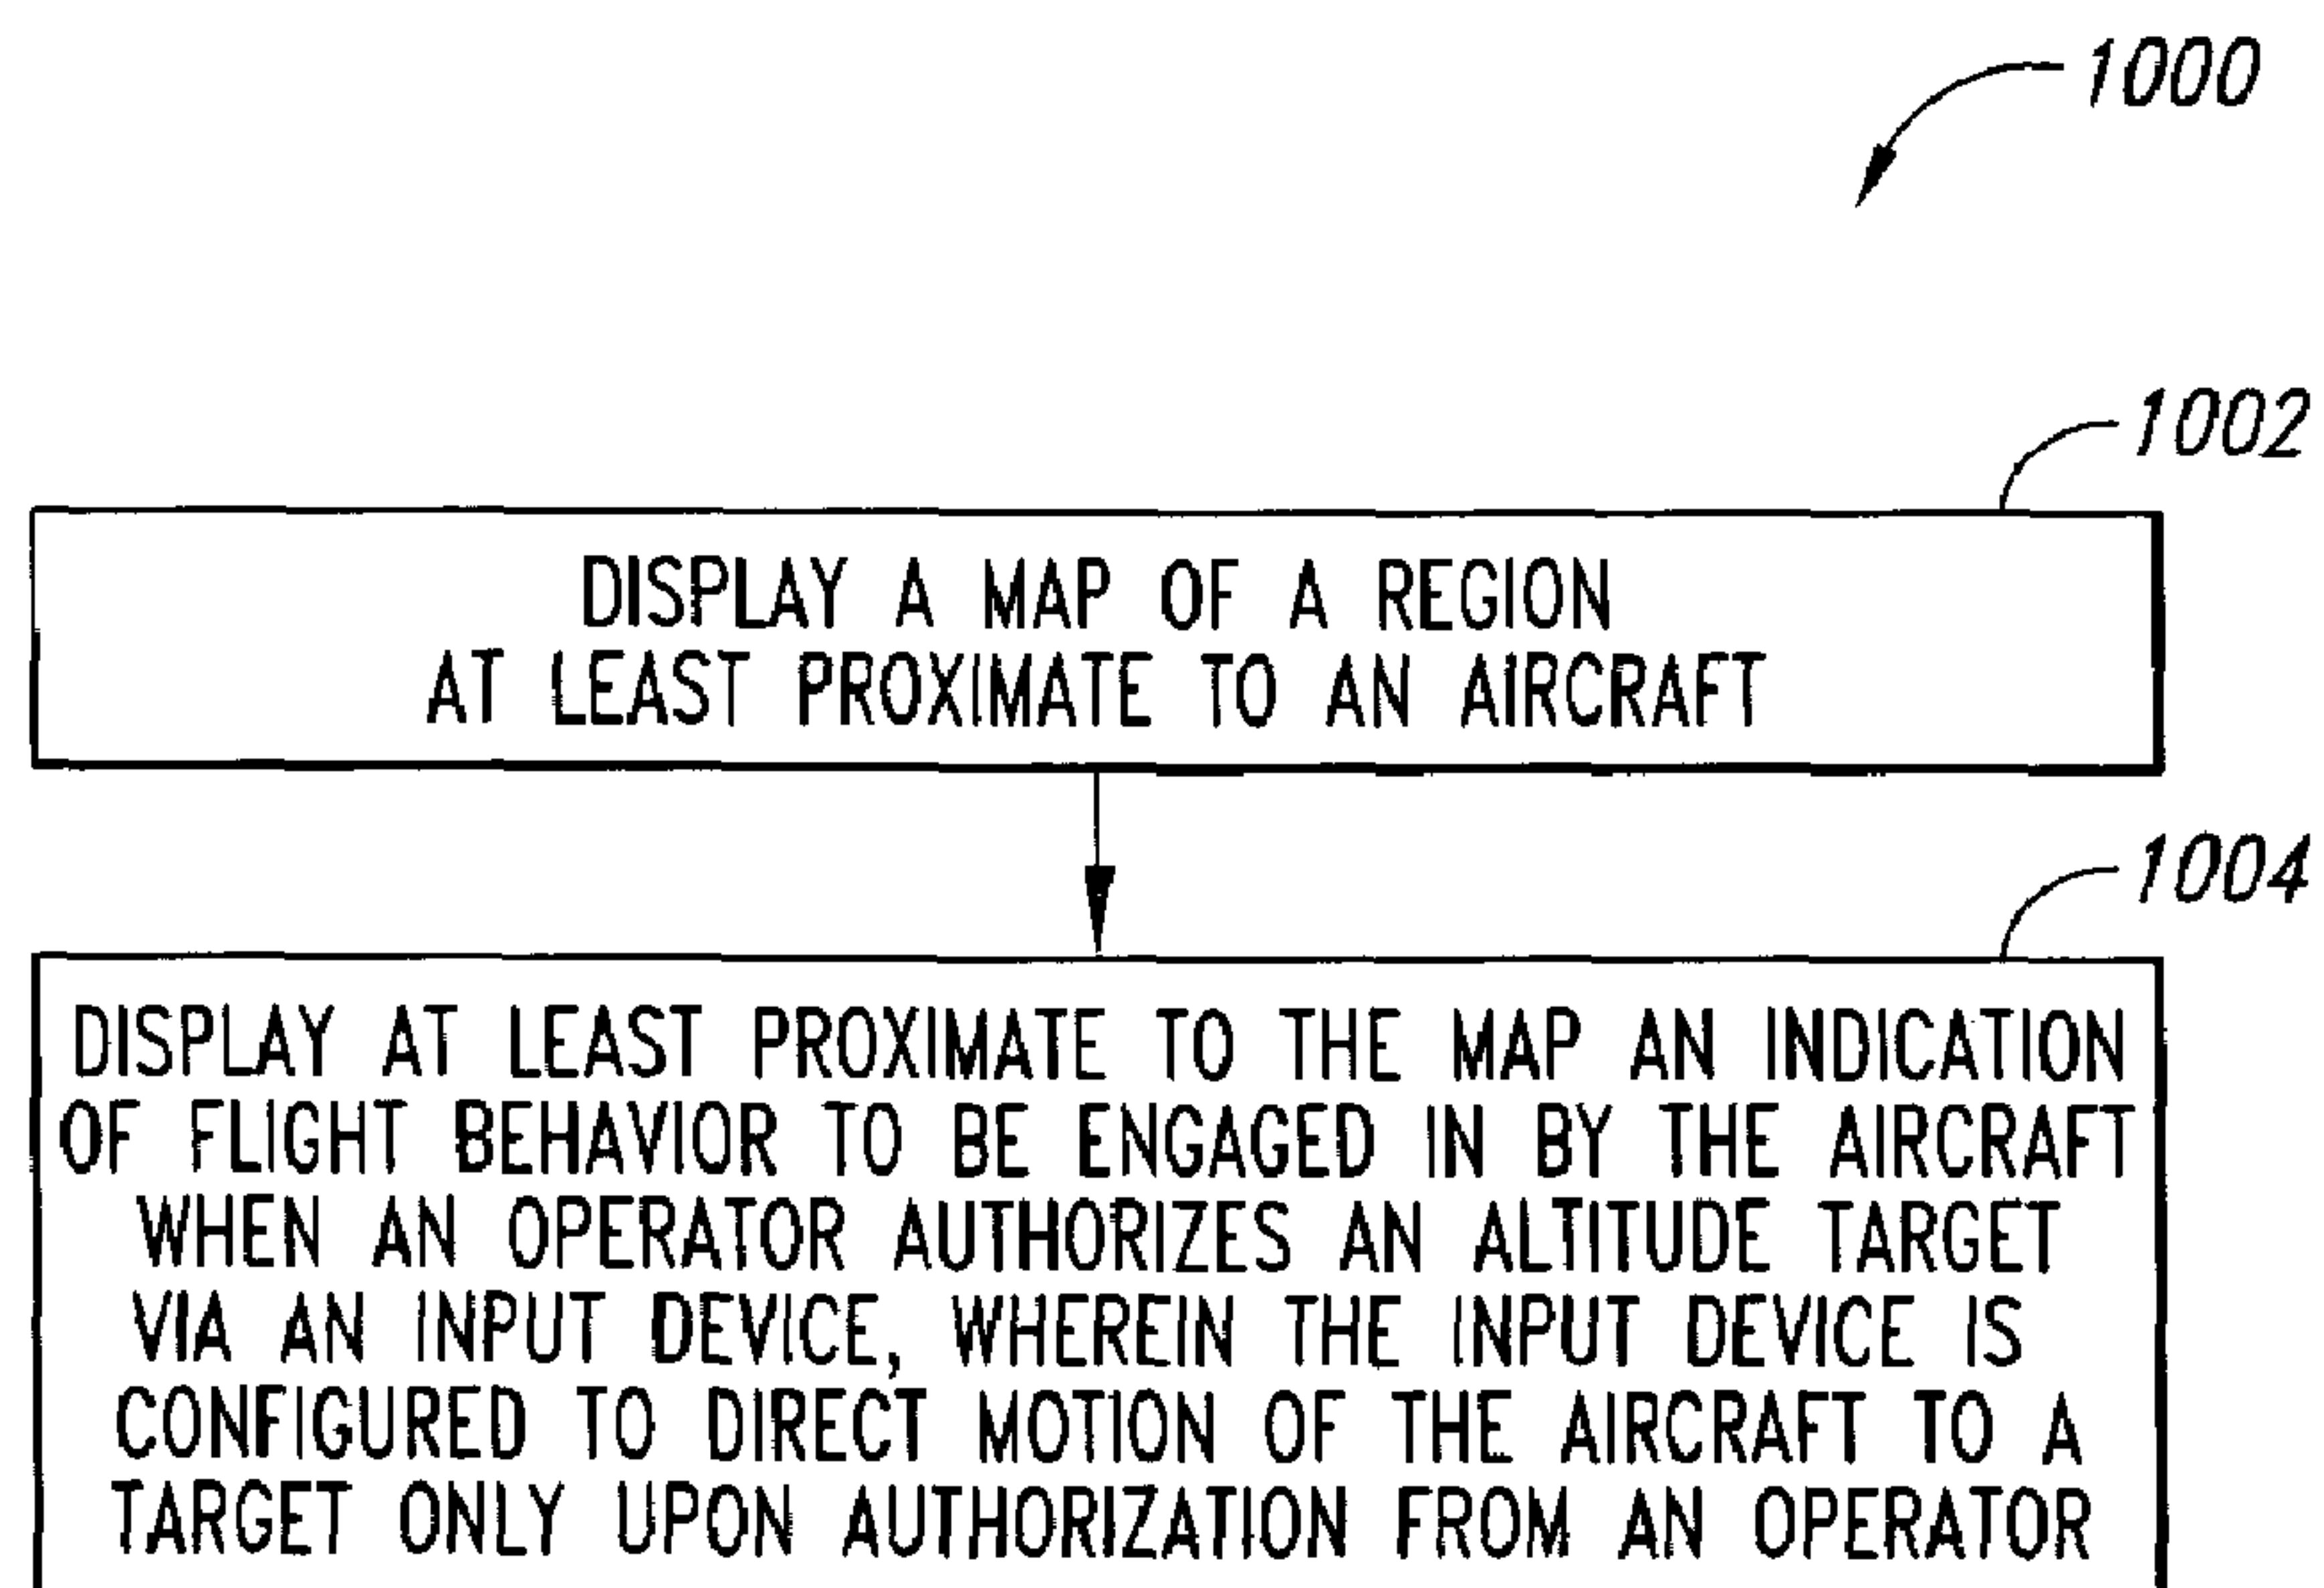 1000
1002
DISPLAY A MAP OF A REGION
AT LEAST PROXIMATE TO AN AIRCRAFT
1004
DISPLAY AT LEAST PROXIMATE TO THE MAP AN INDICATION
OF FLIGHT BEHAVIOR TO BE ENGAGED IN BY THE AIRCRAFT
WHEN AN OPERATOR AUTHORIZES AN ALTITUDE TARGET
VIA AN INPUT DEVICE, WHEREIN THE INPUT DEVICE IS
CONFIGURED TO DIRECT MOTION OF THE AIRCRAFT TO A
TARGET ONLY UPON AUTHORIZATION FROM AN OPERATOR